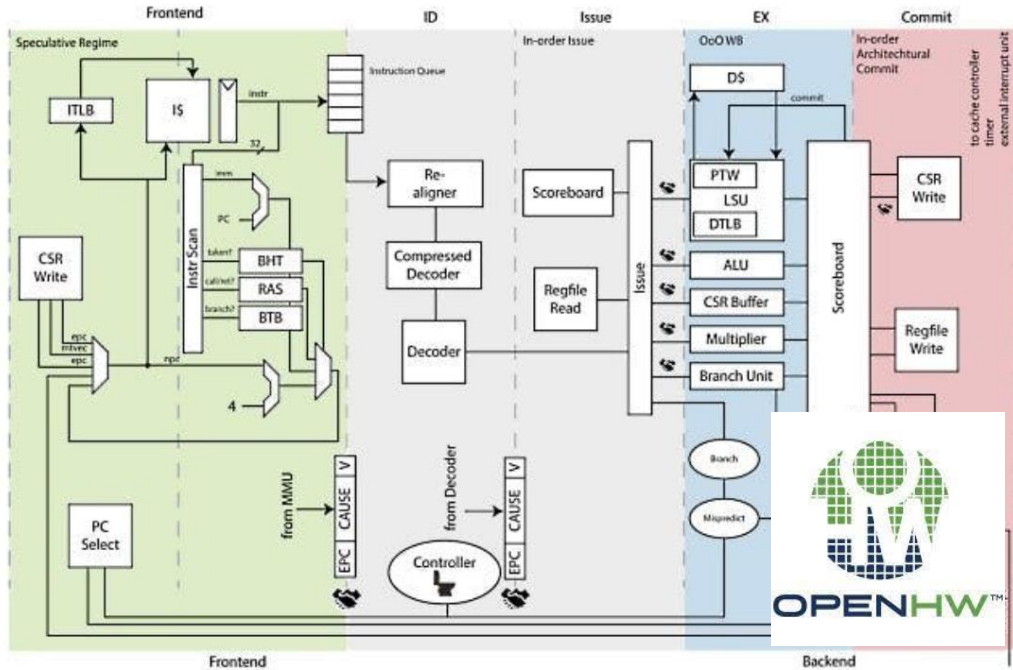 Frontend
ID
Issue
EX
Commit
Speculative Regime
In-order Issue
OoO WB
In-order
Architechtural
Commit
to cache controller
timer
external interrupt unit
ITLB
I$
instr
Instruction Queue
32
D$
commit
PTW
LSU
DTLB
Instr Scan
imm
PC
taken?
BHT
call/ret?
RAS
branch?
BTB
CSR
Write
epc
mtvec
epc
npc
4
Re-
aligner
Compressed
Decoder
Decoder
Scoreboard
Regfile
Read
Issue
ALU
CSR Buffer
Multiplier
Branch Unit
Scoreboard
CSR
Write
Regfile
Write
Branch
Mispredict
PC
Select
from MMU
EPC CAUSE V
Controller
from Decoder
EPC CAUSE V
OPENHW™
Frontend
Backend